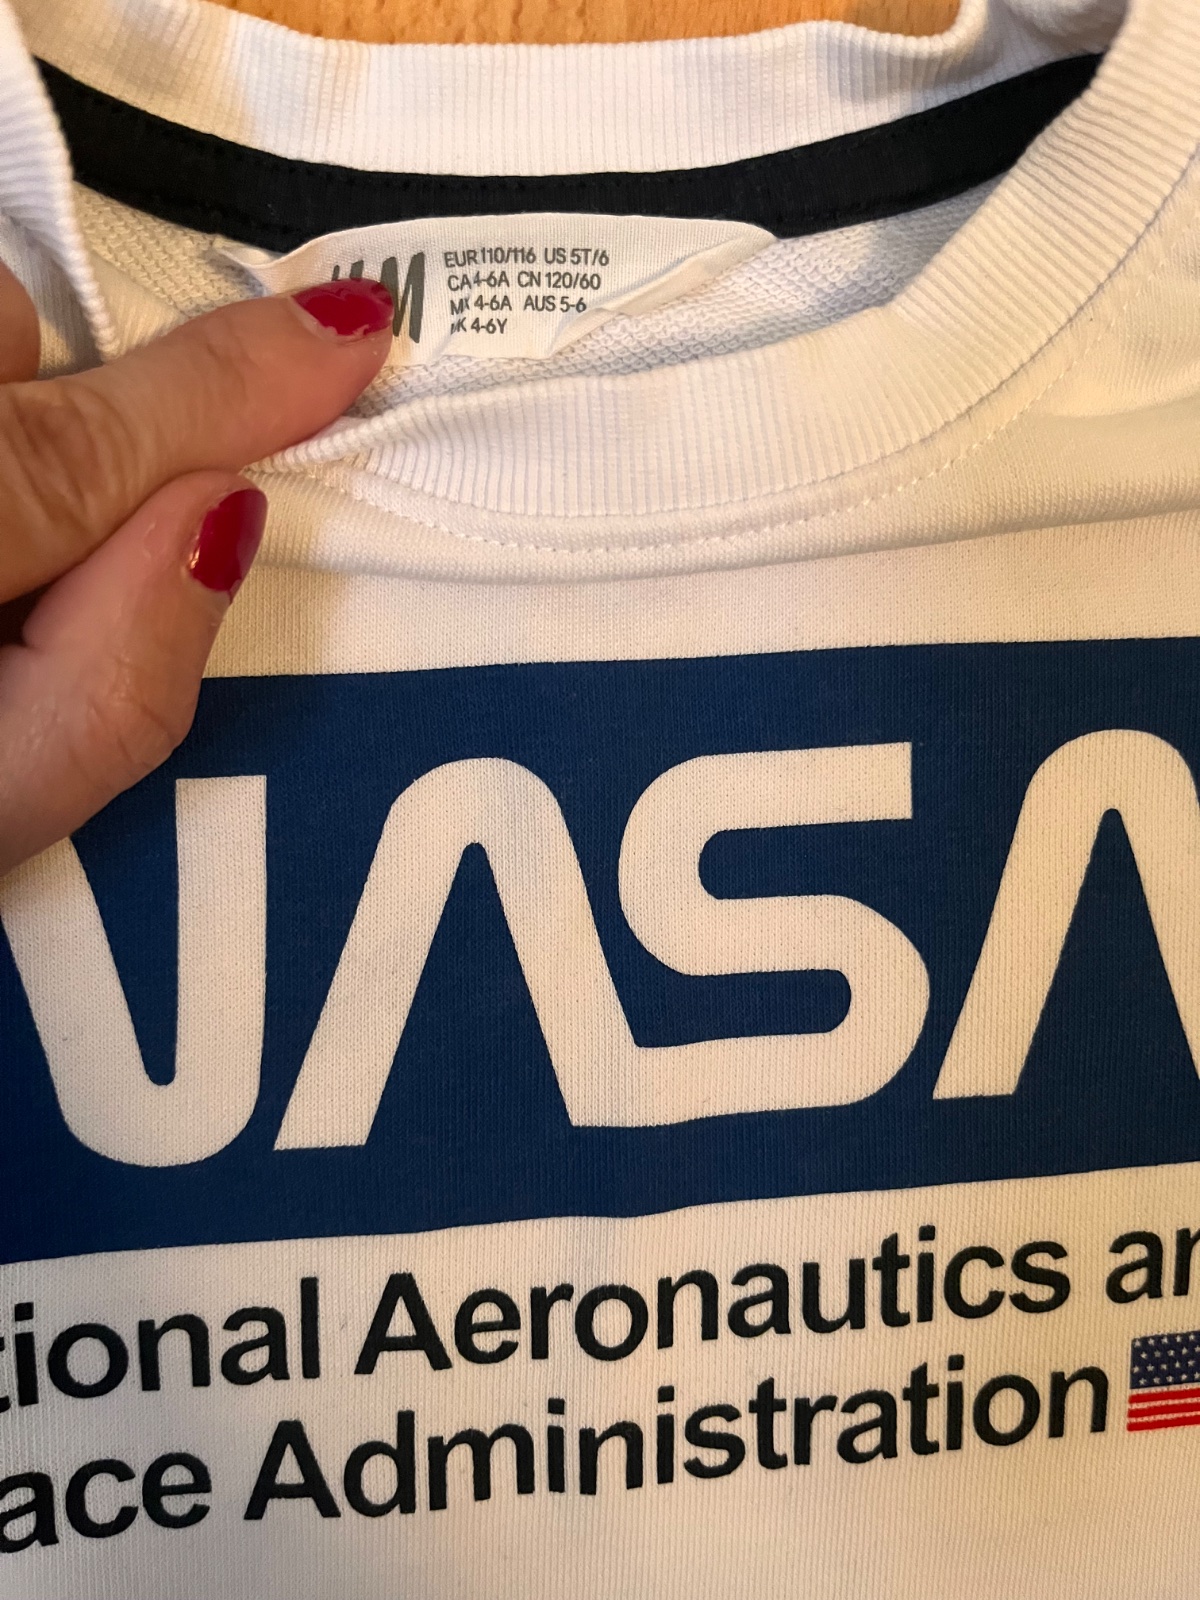 EUR 110/116 US 5T/6
CA 4-6A CN 120/60
MX 4-6A AUS 5-6
UK 4-6Y
NASA
tional Aeronautics an
ace Administration